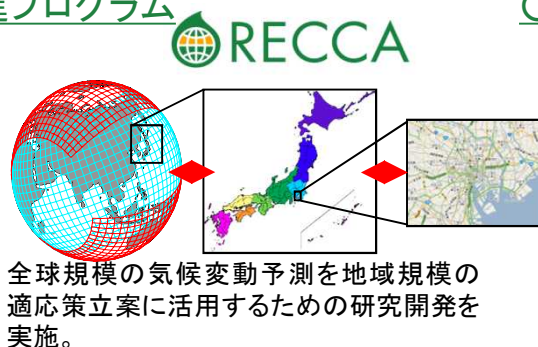 進プログラム
RECCA
全球規模の気候変動予測を地域規模の
適応策立案に活用するための研究開発を
実施。